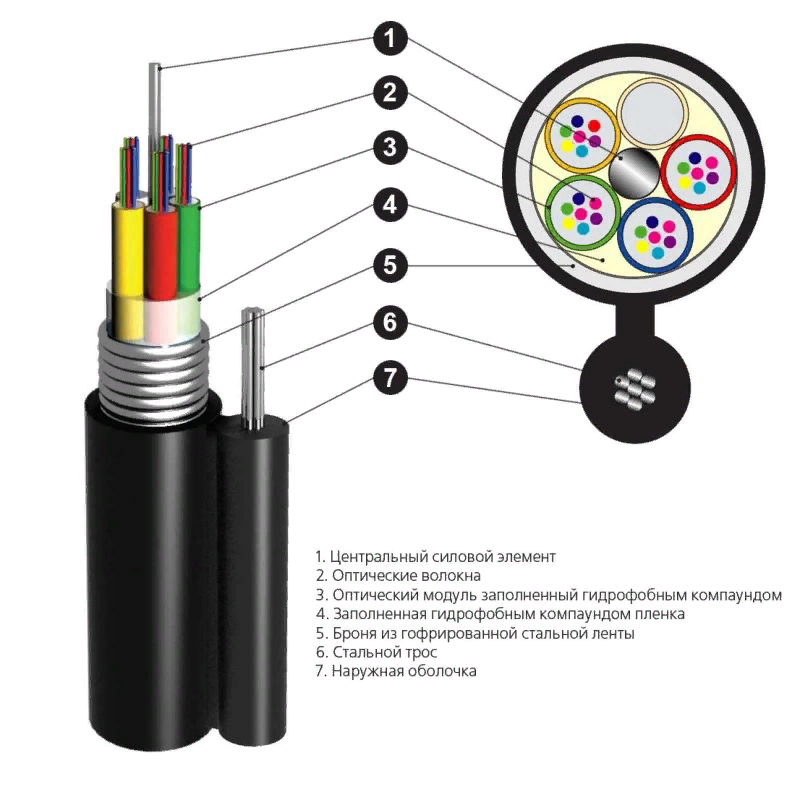 1
2
3
4
5
6
7
1. Центральный силовой элемент
2. Оптические волокна
3. Оптический модуль заполненный гидрофобным компаундом
4. Заполненная гидрофобным компаундом пленка
5. Броня из гофрированной стальной ленты
6. Стальной трос
7. Наружная оболочка